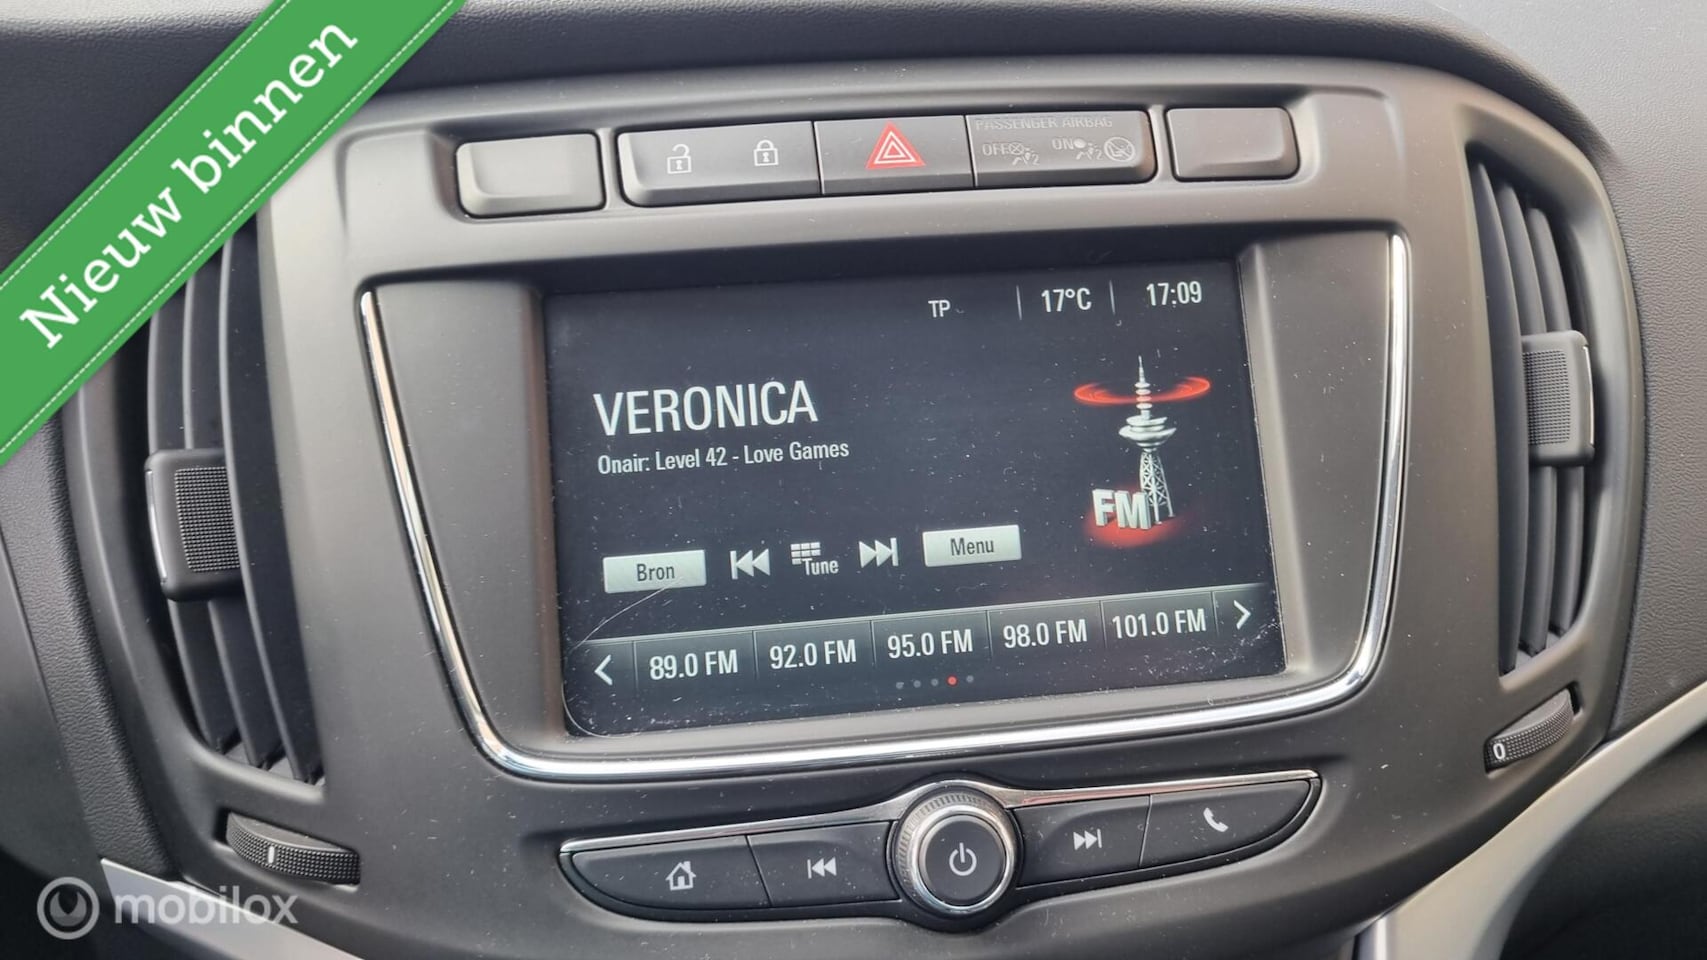 Nieuw binnen
PASSENGER AIRBAG
OFF ON
TP 17°C 17:09
VERONICA
Onair: Level 42 - Love Games
FM
Bron Tune Menu
89.0 FM 92.0 FM 95.0 FM 98.0 FM 101.0 FM
0
mobilox